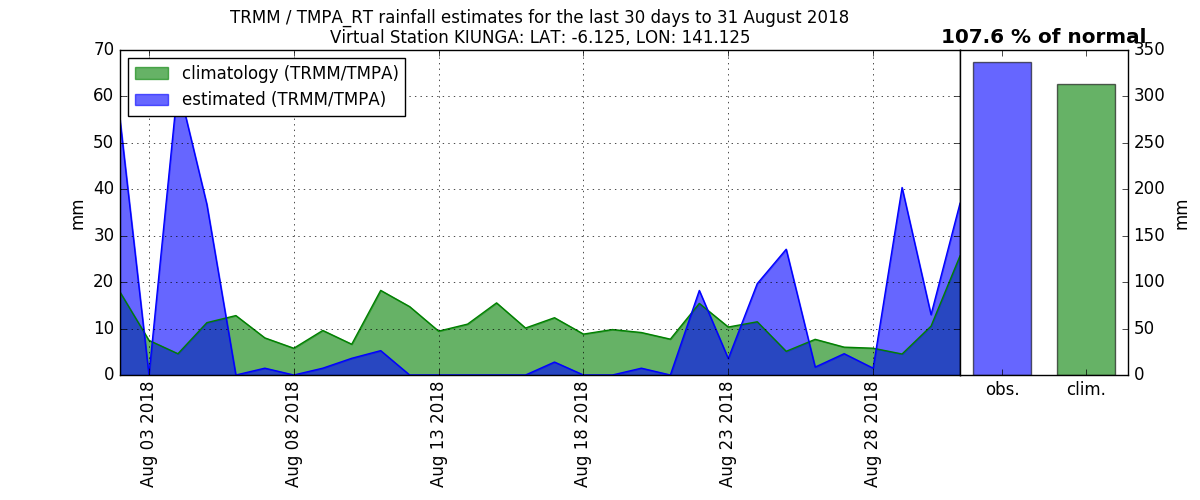 TRMM / TMPA_RT rainfall estimates for the last 30 days to 31 August 2018
Virtual Station KIUNGA: LAT: -6.125, LON: 141.125
107.6 % of normal
climatology (TRMM/TMPA)
estimated (TRMM/TMPA)
mm
70
60
50
40
30
20
10
0
Aug 03 2018
Aug 08 2018
Aug 13 2018
Aug 18 2018
Aug 23 2018
Aug 28 2018
obs.
clim.
350
300
250
200
150
100
50
0
mm